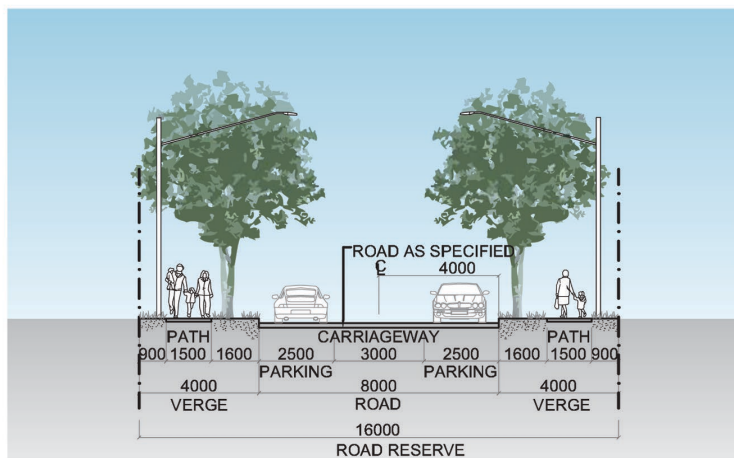 ROAD AS SPECIFIED
℄ 4000
PATH CARRIAGEWAY PATH
900 1500 1600 2500 3000 2500 1600 1500 900
PARKING PARKING
4000 8000 4000
VERGE ROAD VERGE
16000
ROAD RESERVE